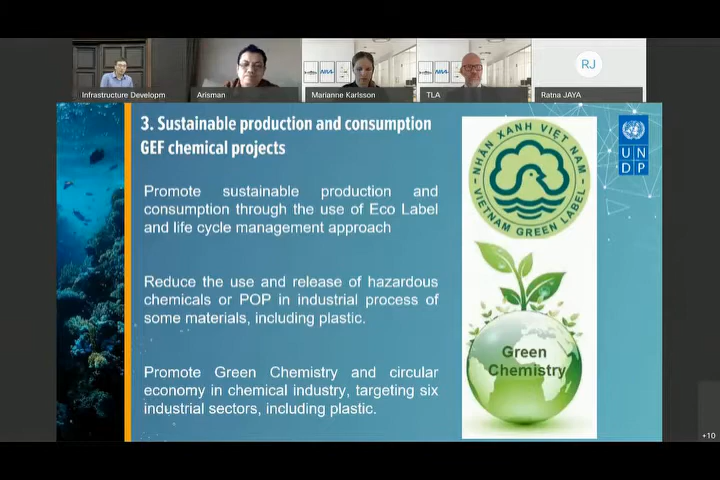 Infrastructure Developm
Arisman
Marianne Karlsson
TLA
RJ
Ratna JAYA
3. Sustainable production and consumption
GEF chemical projects
Promote sustainable production and
consumption through the use of Eco Label
and life cycle management approach
Reduce the use and release of hazardous
chemicals or POP in industrial process of
some materials, including plastic.
Promote Green Chemistry and circular
economy in chemical industry, targeting six
industrial sectors, including plastic.
NHÃN XANH VIỆT NAM
VIETNAM GREEN LABEL
Green
Chemistry
U N
D P
+10